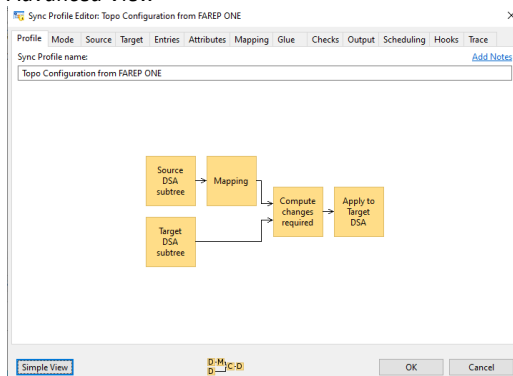 Advanced View
Sync Profile Editor: Topo Configuration from FAREP ONE
Profile Mode Source Target Entries Attributes Mapping Glue Checks Output Scheduling Hooks Trace
Sync Profile name: Add Notes
Topo Configuration from FAREP ONE
Source
DSA
subtree
Mapping
Target
DSA
subtree
Compute
changes
required
Apply to
Target
DSA
Simple View
D-M
D
C-D
OK
Cancel